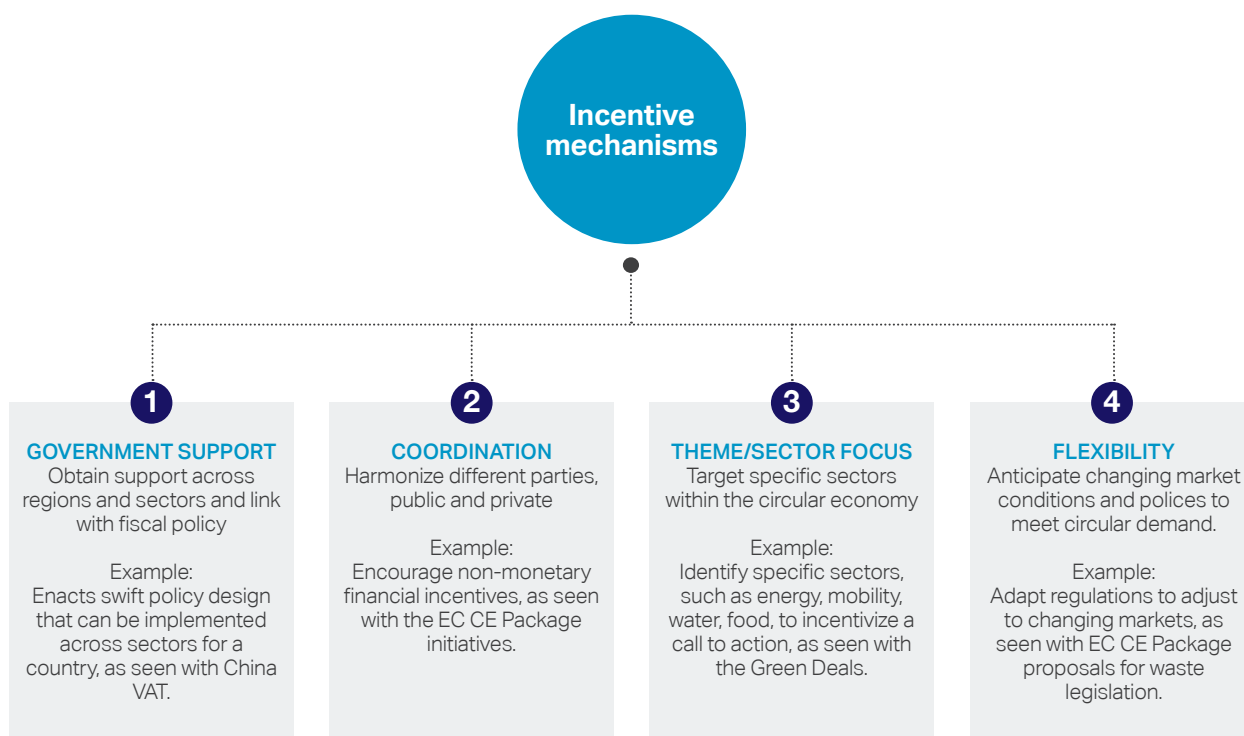 Incentive
mechanisms
1
GOVERNMENT SUPPORT
Obtain support across
regions and sectors and link
with fiscal policy
Example:
Enacts swift policy design
that can be implemented
across sectors for a
country, as seen with China
VAT.
2
COORDINATION
Harmonize different parties,
public and private
Example:
Encourage non-monetary
financial incentives, as seen
with the EC CE Package
initiatives.
3
THEME/SECTOR FOCUS
Target specific sectors
within the circular economy
Example:
Identify specific sectors,
such as energy, mobility,
water, food, to incentivize a
call to action, as seen with
the Green Deals.
4
FLEXIBILITY
Anticipate changing market
conditions and polices to
meet circular demand.
Example:
Adapt regulations to adjust
to changing markets, as
seen with EC CE Package
proposals for waste
legislation.